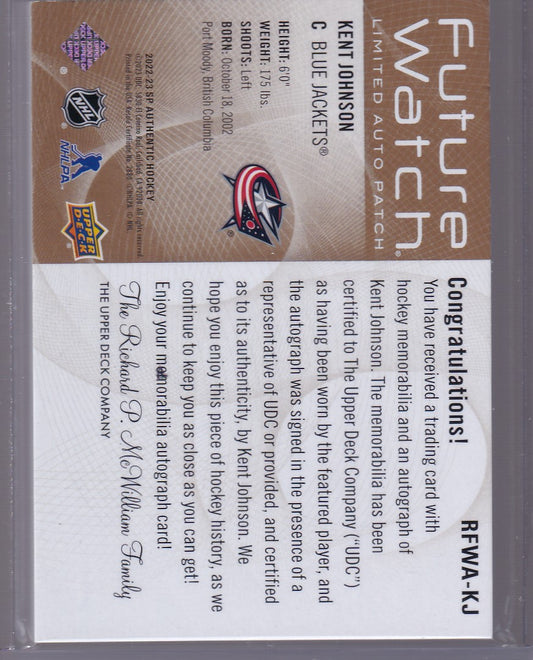 Future
Watch
LIMITED AUTO PATCH
KENT JOHNSON
C BLUE JACKETS®
HEIGHT: 6'0"
WEIGHT: 175 lbs.
SHOOTS: Left
BORN: October 18, 2002
Port Moody, British Columbia
2022-23 SP AUTHENTIC HOCKEY
NHL
NHLPA
UPPER DECK
RFWA-KJ
Congratulations!
You have received a trading card with
hockey memorabilia and an autograph of
Kent Johnson. The memorabilia has been
certified to The Upper Deck Company ("UDC")
as having been worn by the featured player, and
the autograph was signed in the presence of a
representative of UDC or provided, and certified
as to its authenticity, by Kent Johnson. We
hope you enjoy this piece of hockey history, as we
continue to keep you as close as you can get!
Enjoy your memorabilia autograph card!
The Richard P. McWilliam Family
THE UPPER DECK COMPANY